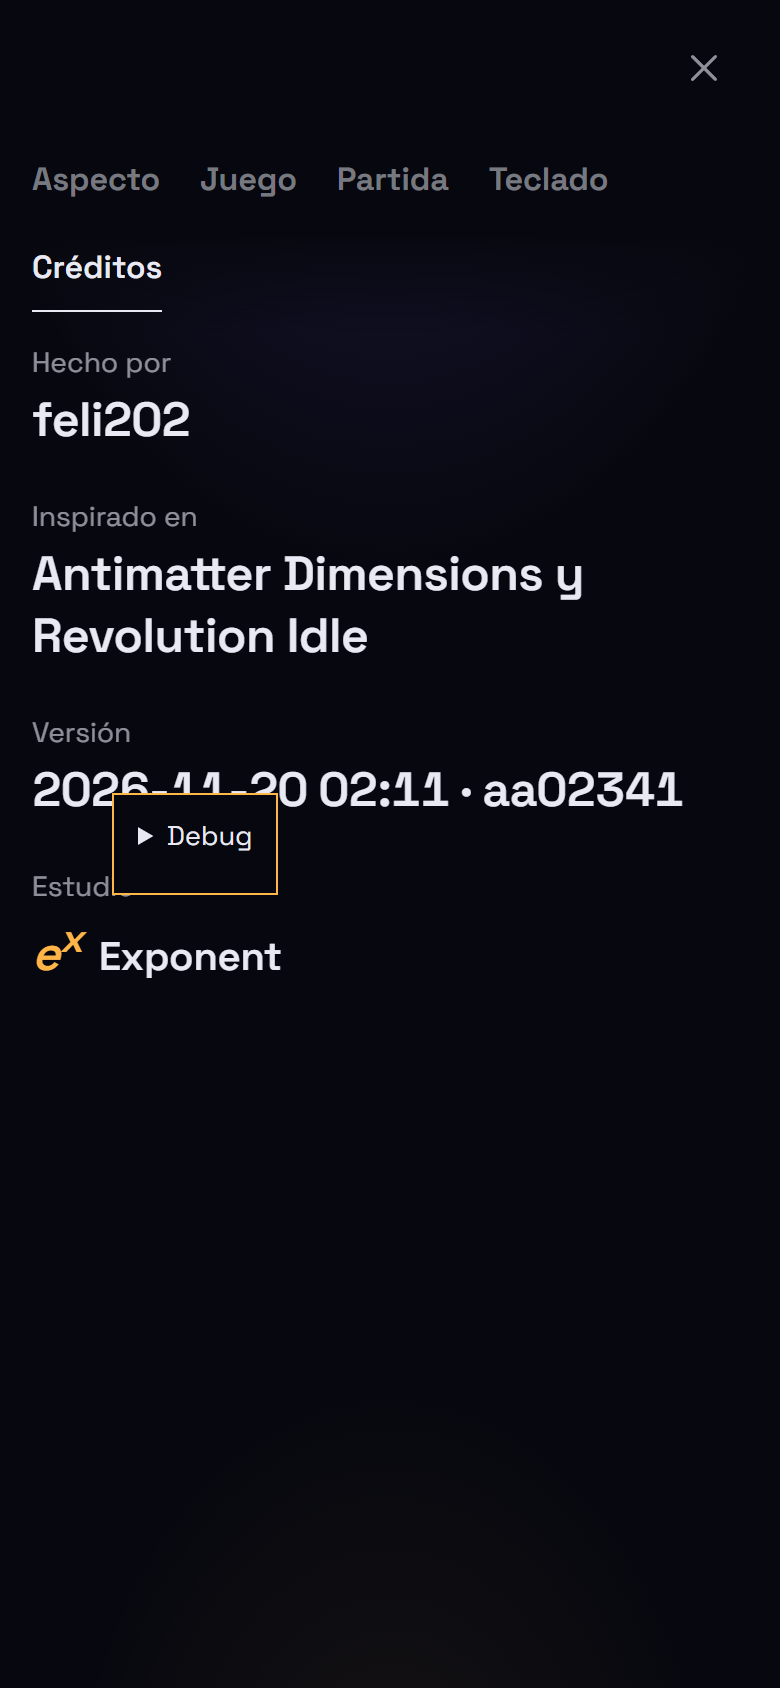 Aspecto Juego Partida Teclado
Créditos
Hecho por
feli202
Inspirado en
Antimatter Dimensions y
Revolution Idle
Versión
2026-11-20 02:11 · aa02341
Debug
eˣ Exponent